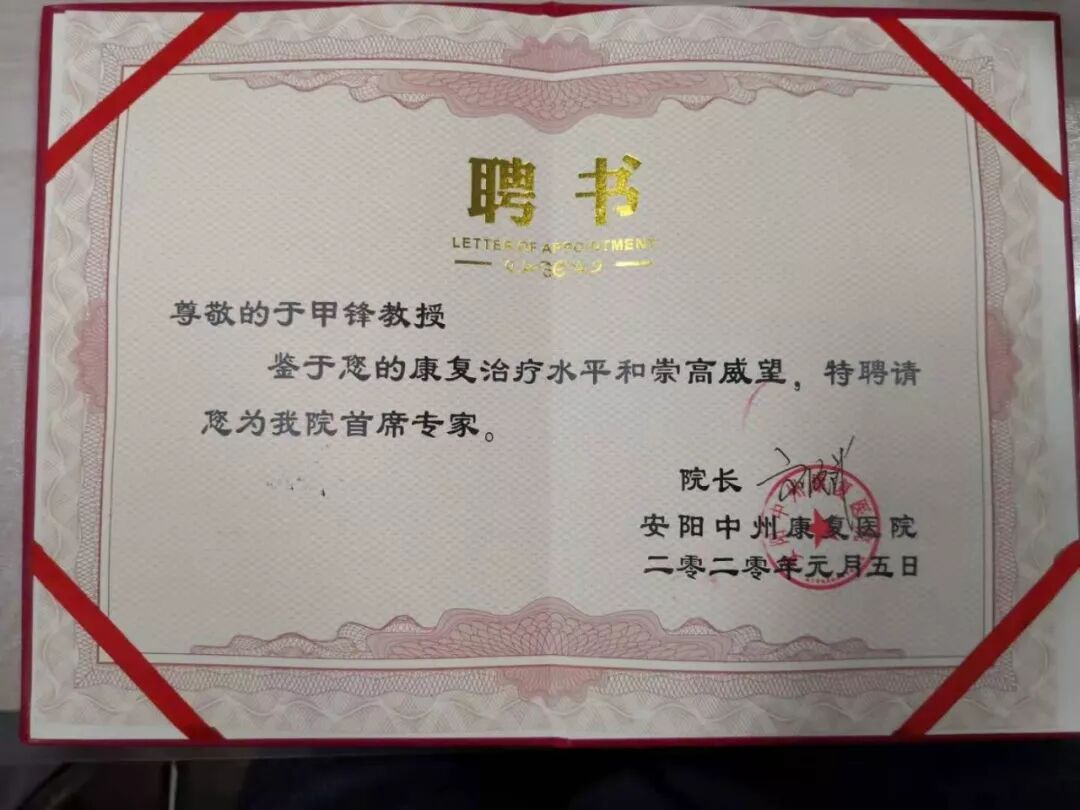 聘书
LETTER OF APPOINTMENT
尊敬的于甲锋教授
鉴于您的康复治疗水平和崇高威望，特聘请
您为我院首席专家。
院长
安阳中州康复医院
二零二零年元月五日